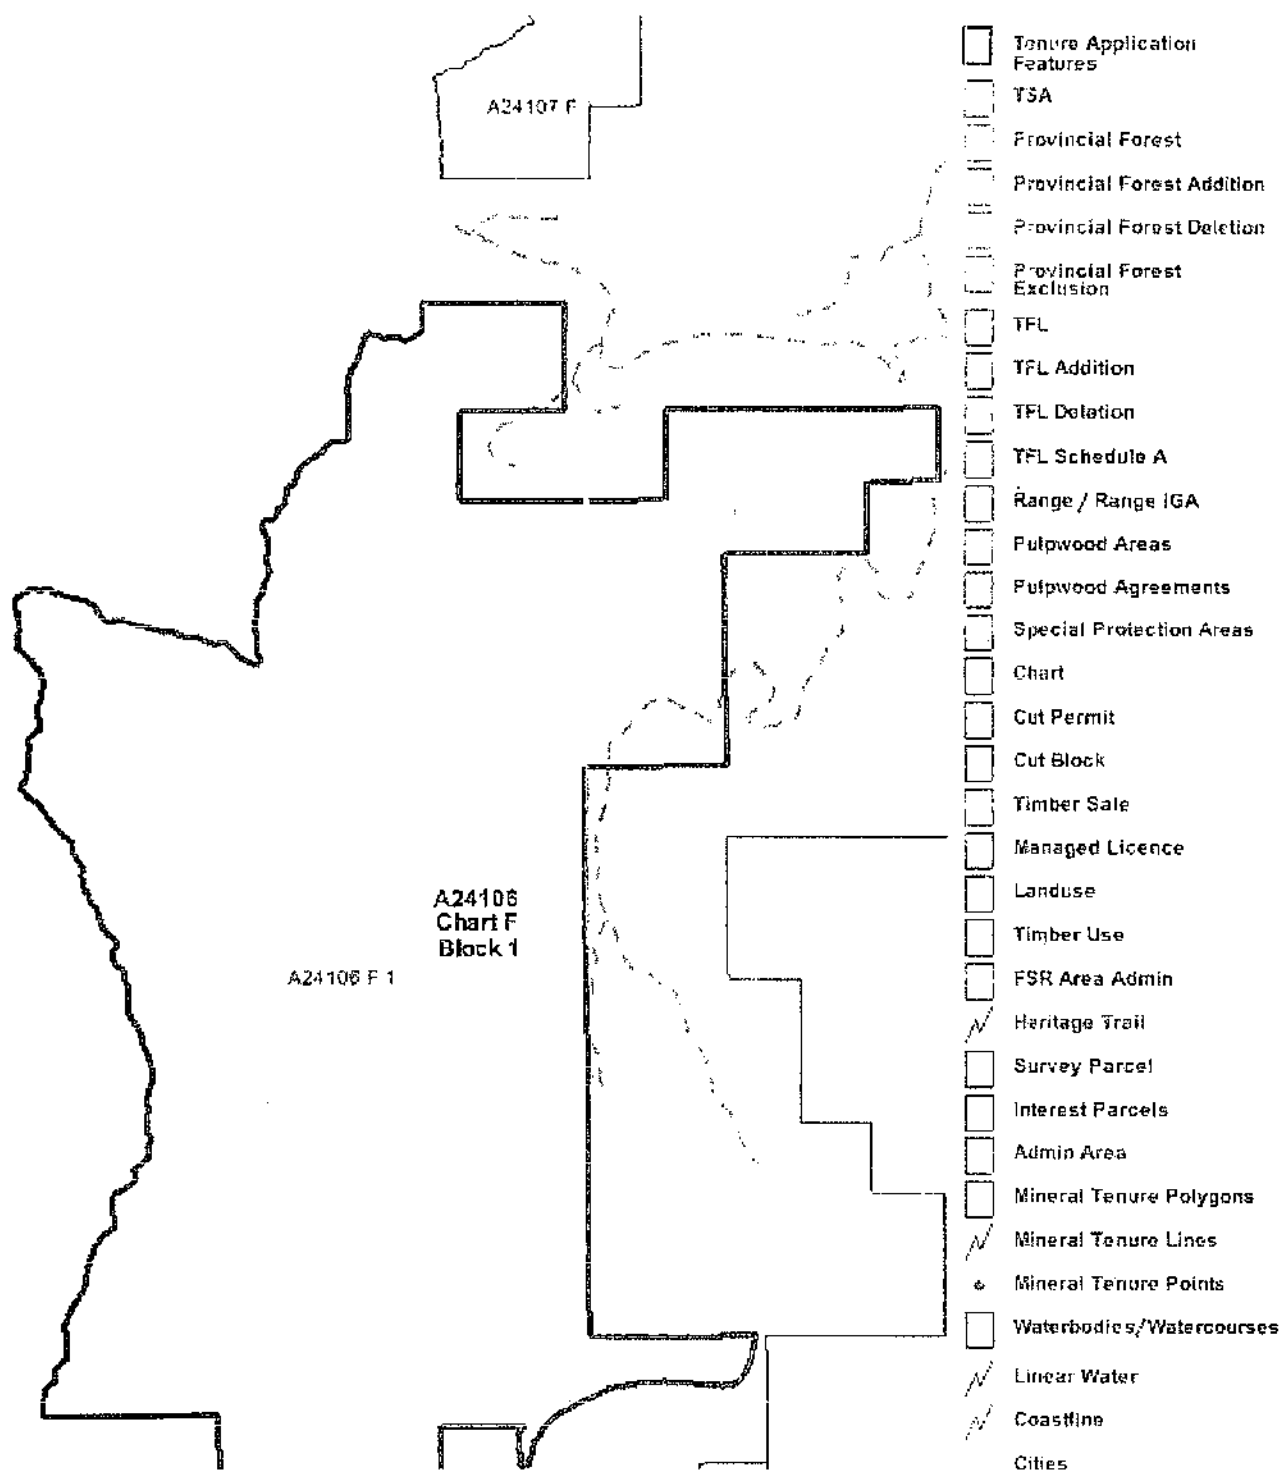 A24107 F
A24106
Chart F
Block 1
A24106 F 1
Tenure Application
Features
TSA
Provincial Forest
Provincial Forest Addition
Provincial Forest Deletion
Provincial Forest
Exclusion
TFL
TFL Addition
TFL Deletion
TFL Schedule A
Range / Range IGA
Pulpwood Areas
Pulpwood Agreements
Special Protection Areas
Chart
Cut Permit
Cut Block
Timber Sale
Managed Licence
Landuse
Timber Use
FSR Area Admin
Heritage Trail
Survey Parcel
Interest Parcels
Admin Area
Mineral Tenure Polygons
Mineral Tenure Lines
Mineral Tenure Points
Waterbodies/Watercourses
Linear Water
Coastline
Cities